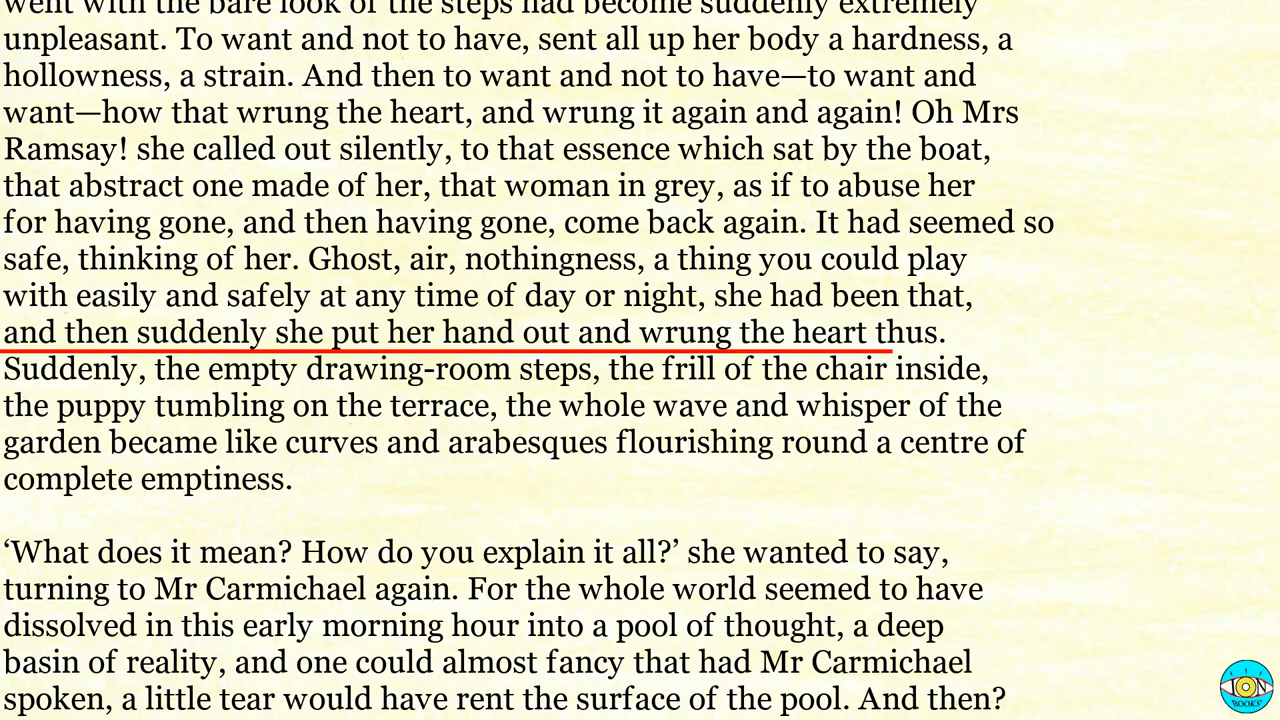 went with the bare look of the steps had become suddenly extremely
unpleasant. To want and not to have, sent all up her body a hardness, a
hollowness, a strain. And then to want and not to have—to want and
want—how that wrung the heart, and wrung it again and again! Oh Mrs
Ramsay! she called out silently, to that essence which sat by the boat,
that abstract one made of her, that woman in grey, as if to abuse her
for having gone, and then having gone, come back again. It had seemed so
safe, thinking of her. Ghost, air, nothingness, a thing you could play
with easily and safely at any time of day or night, she had been that,
and then suddenly she put her hand out and wrung the heart thus.
Suddenly, the empty drawing-room steps, the frill of the chair inside,
the puppy tumbling on the terrace, the whole wave and whisper of the
garden became like curves and arabesques flourishing round a centre of
complete emptiness.
‘What does it mean? How do you explain it all?’ she wanted to say,
turning to Mr Carmichael again. For the whole world seemed to have
dissolved in this early morning hour into a pool of thought, a deep
basin of reality, and one could almost fancy that had Mr Carmichael
spoken, a little tear would have rent the surface of the pool. And then?
ION
BOOKS